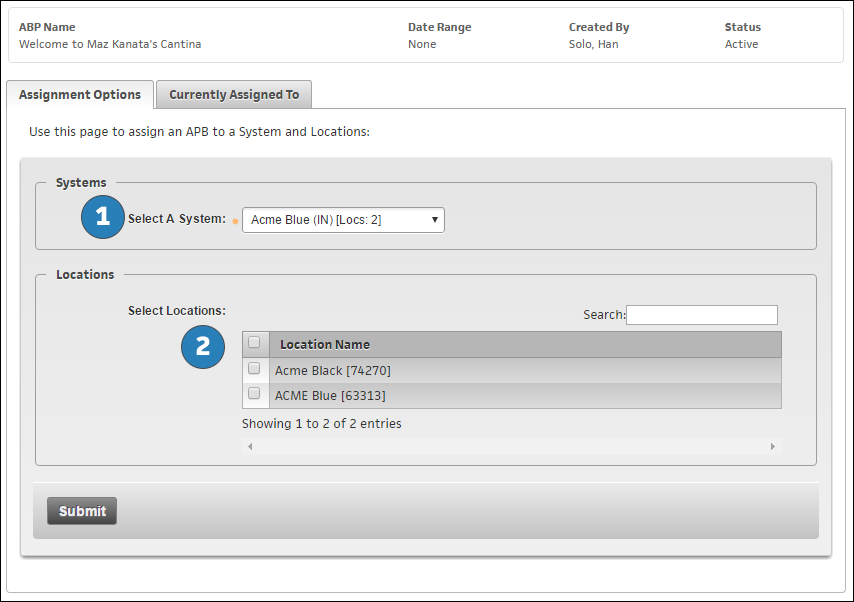 ABP Name Date Range Created By Status
Welcome to Maz Kanata's Cantina None Solo, Han Active
Assignment Options Currently Assigned To
Use this page to assign an APB to a System and Locations:
Systems
1 Select A System: Acme Blue (IN) [Locs: 2]
Locations
Select Locations: Search:
2 Location Name
Acme Black [74270]
ACME Blue [63313]
Showing 1 to 2 of 2 entries
Submit